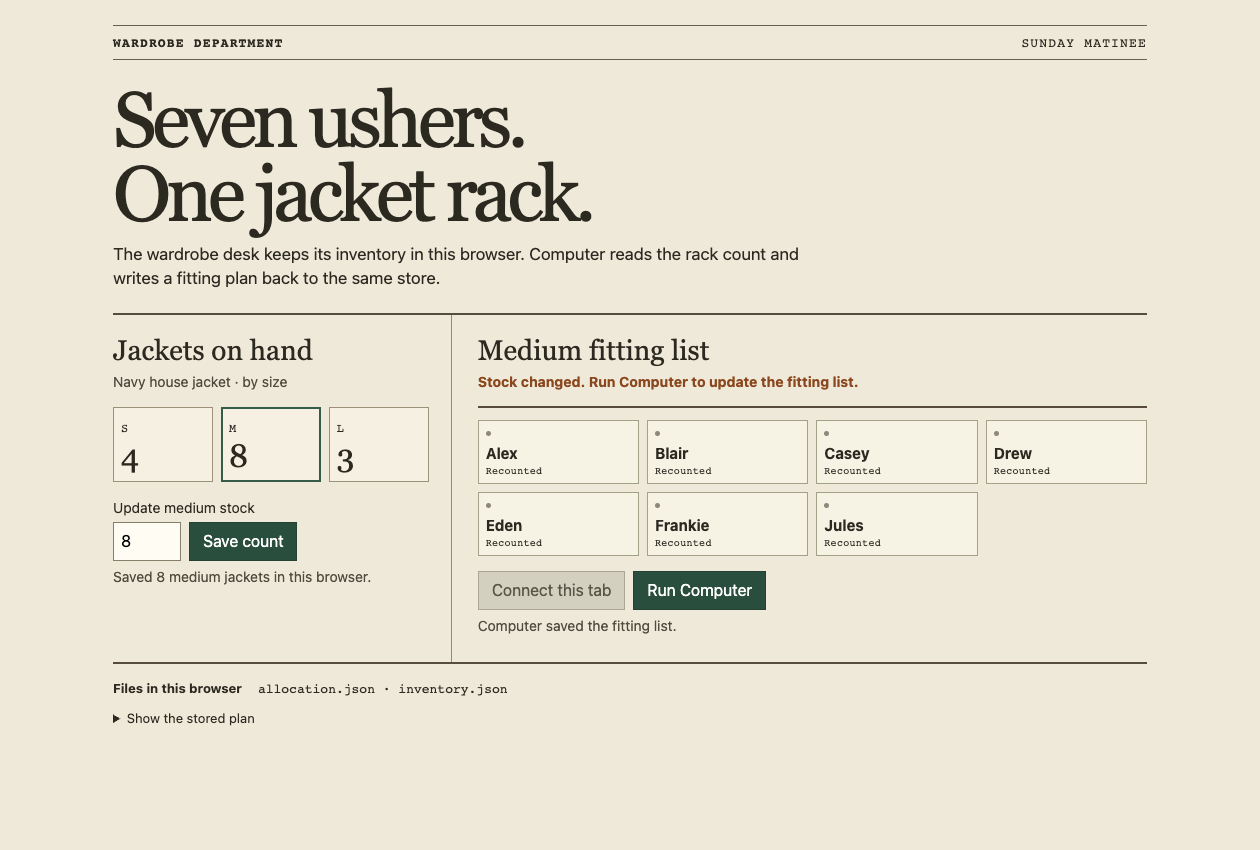 WARDROBE DEPARTMENT
SUNDAY MATINEE
Seven ushers.
One jacket rack.
The wardrobe desk keeps its inventory in this browser. Computer reads the rack count and
writes a fitting plan back to the same store.
Jackets on hand
Navy house jacket · by size
S
4
M
8
L
3
Update medium stock
8
Save count
Saved 8 medium jackets in this browser.
Medium fitting list
Stock changed. Run Computer to update the fitting list.
Alex
Recounted
Blair
Recounted
Casey
Recounted
Drew
Recounted
Eden
Recounted
Frankie
Recounted
Jules
Recounted
Connect this tab
Run Computer
Computer saved the fitting list.
Files in this browser allocation.json · inventory.json
Show the stored plan